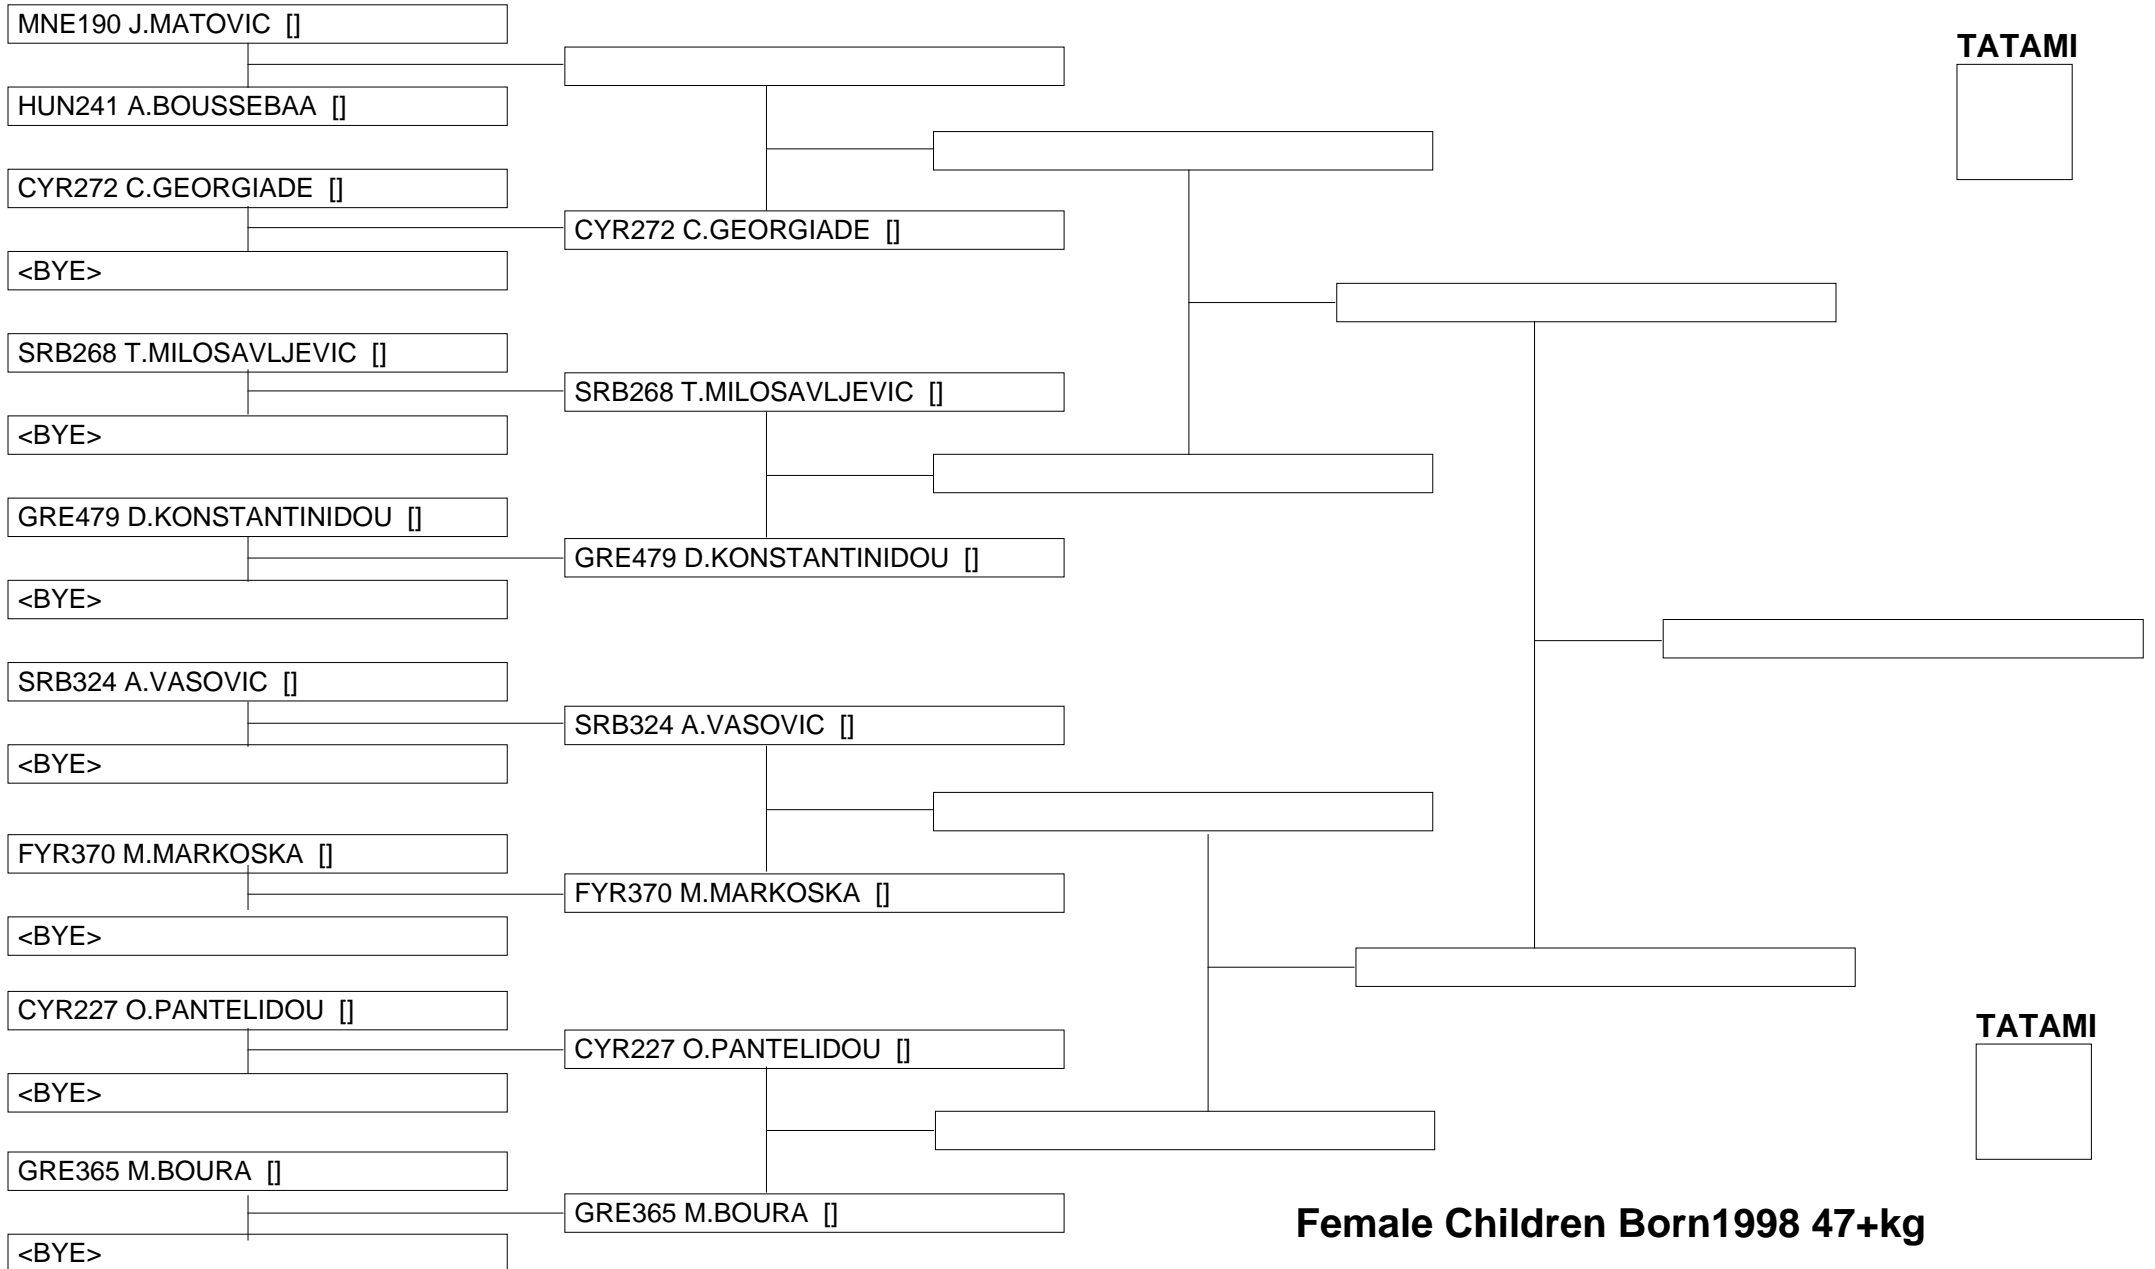 MNE190 J.MATOVIC []
HUN241 A.BOUSSEBAA []
CYR272 C.GEORGIADE []
<BYE>
SRB268 T.MILOSAVLJEVIC []
<BYE>
GRE479 D.KONSTANTINIDOU []
<BYE>
SRB324 A.VASOVIC []
<BYE>
FYR370 M.MARKOSKA []
<BYE>
CYR227 O.PANTELIDOU []
<BYE>
GRE365 M.BOURA []
<BYE>
CYR272 C.GEORGIADE []
SRB268 T.MILOSAVLJEVIC []
GRE479 D.KONSTANTINIDOU []
SRB324 A.VASOVIC []
FYR370 M.MARKOSKA []
CYR227 O.PANTELIDOU []
GRE365 M.BOURA []
TATAMI
TATAMI
Female Children Born1998 47+kg